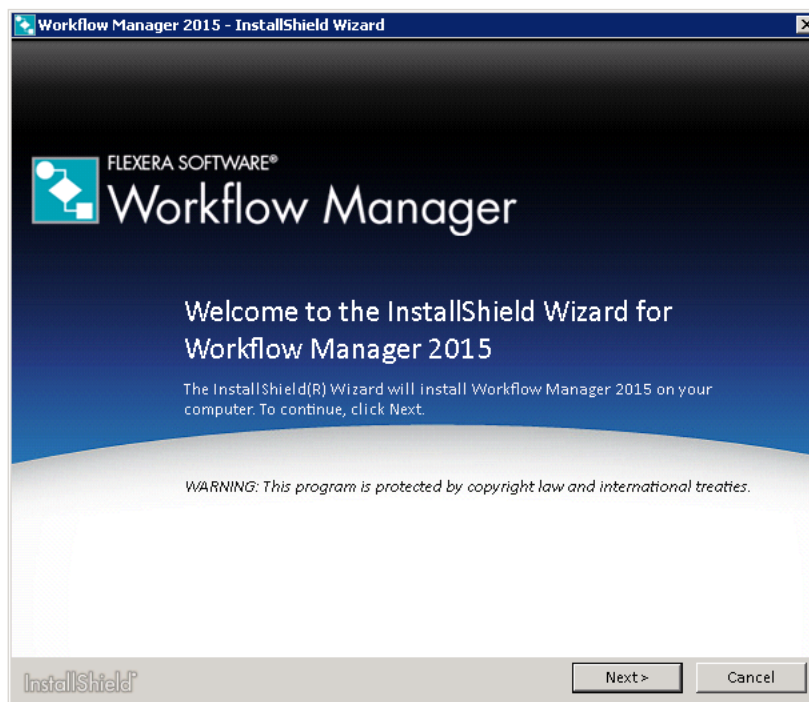 Workflow Manager 2015 - InstallShield Wizard
FLEXERA SOFTWARE®
Workflow Manager
Welcome to the InstallShield Wizard for
Workflow Manager 2015
The InstallShield(R) Wizard will install Workflow Manager 2015 on your
computer. To continue, click Next.
WARNING: This program is protected by copyright law and international treaties.
InstallShield™
Next >
Cancel